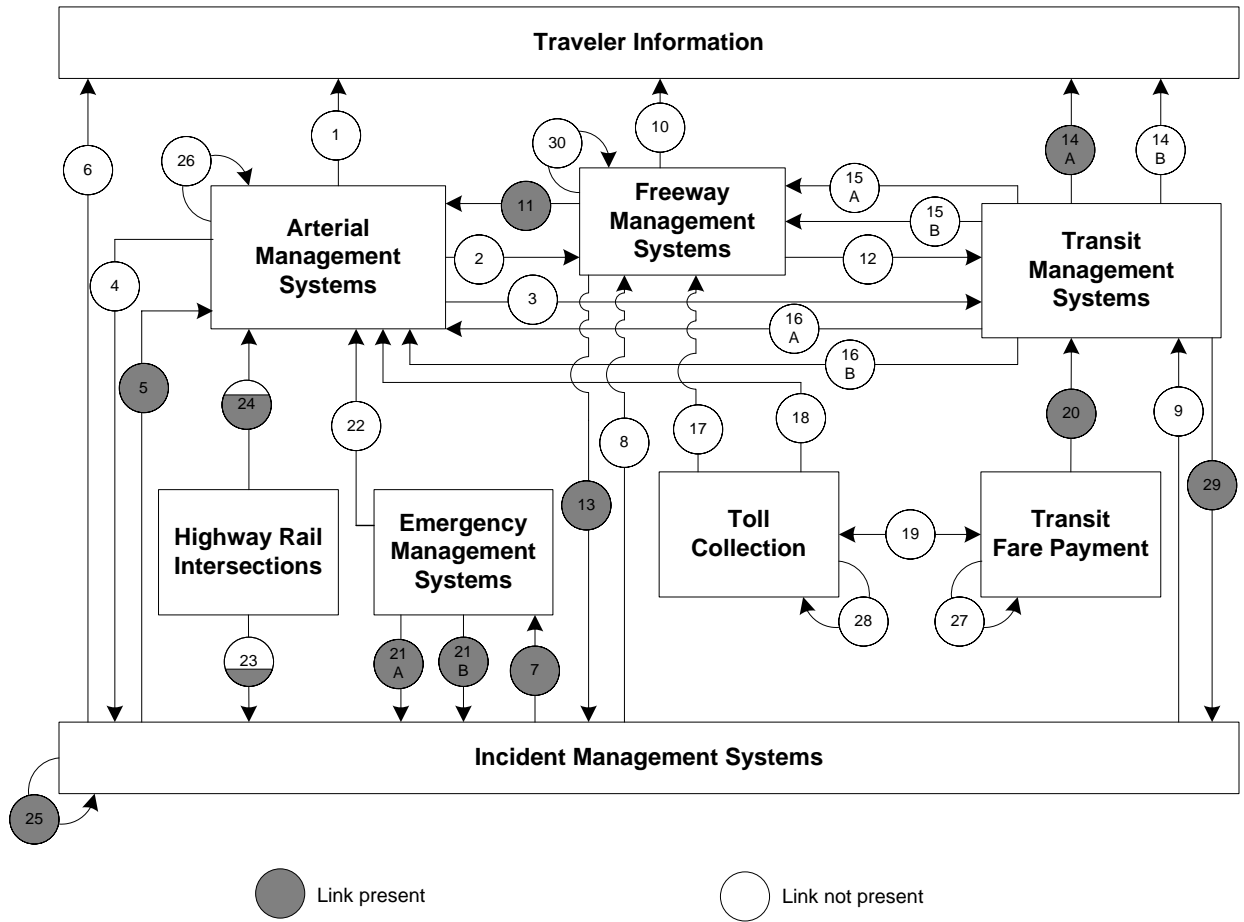 Traveler Information
6
1
10
14
A
14
B
26
30
15
A
15
B
11
Freeway
Management
Systems
Arterial
Management
Systems
Transit
Management
Systems
4
2
12
3
16
A
16
B
5
24
22
8
17
18
20
9
13
29
Highway Rail
Intersections
Emergency
Management
Systems
Toll
Collection
19
Transit
Fare Payment
28
27
23
21
A
21
B
7
Incident Management Systems
25
Link present
Link not present